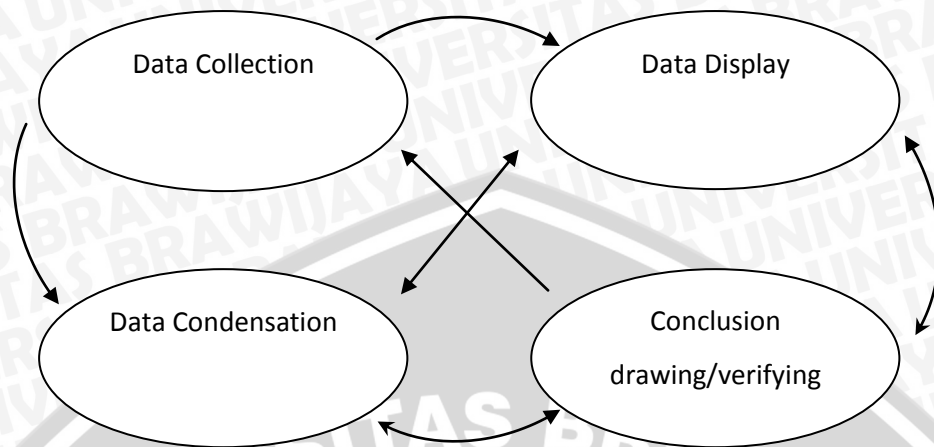 Data Collection
Data Display
Data Condensation
Conclusion
drawing/verifying